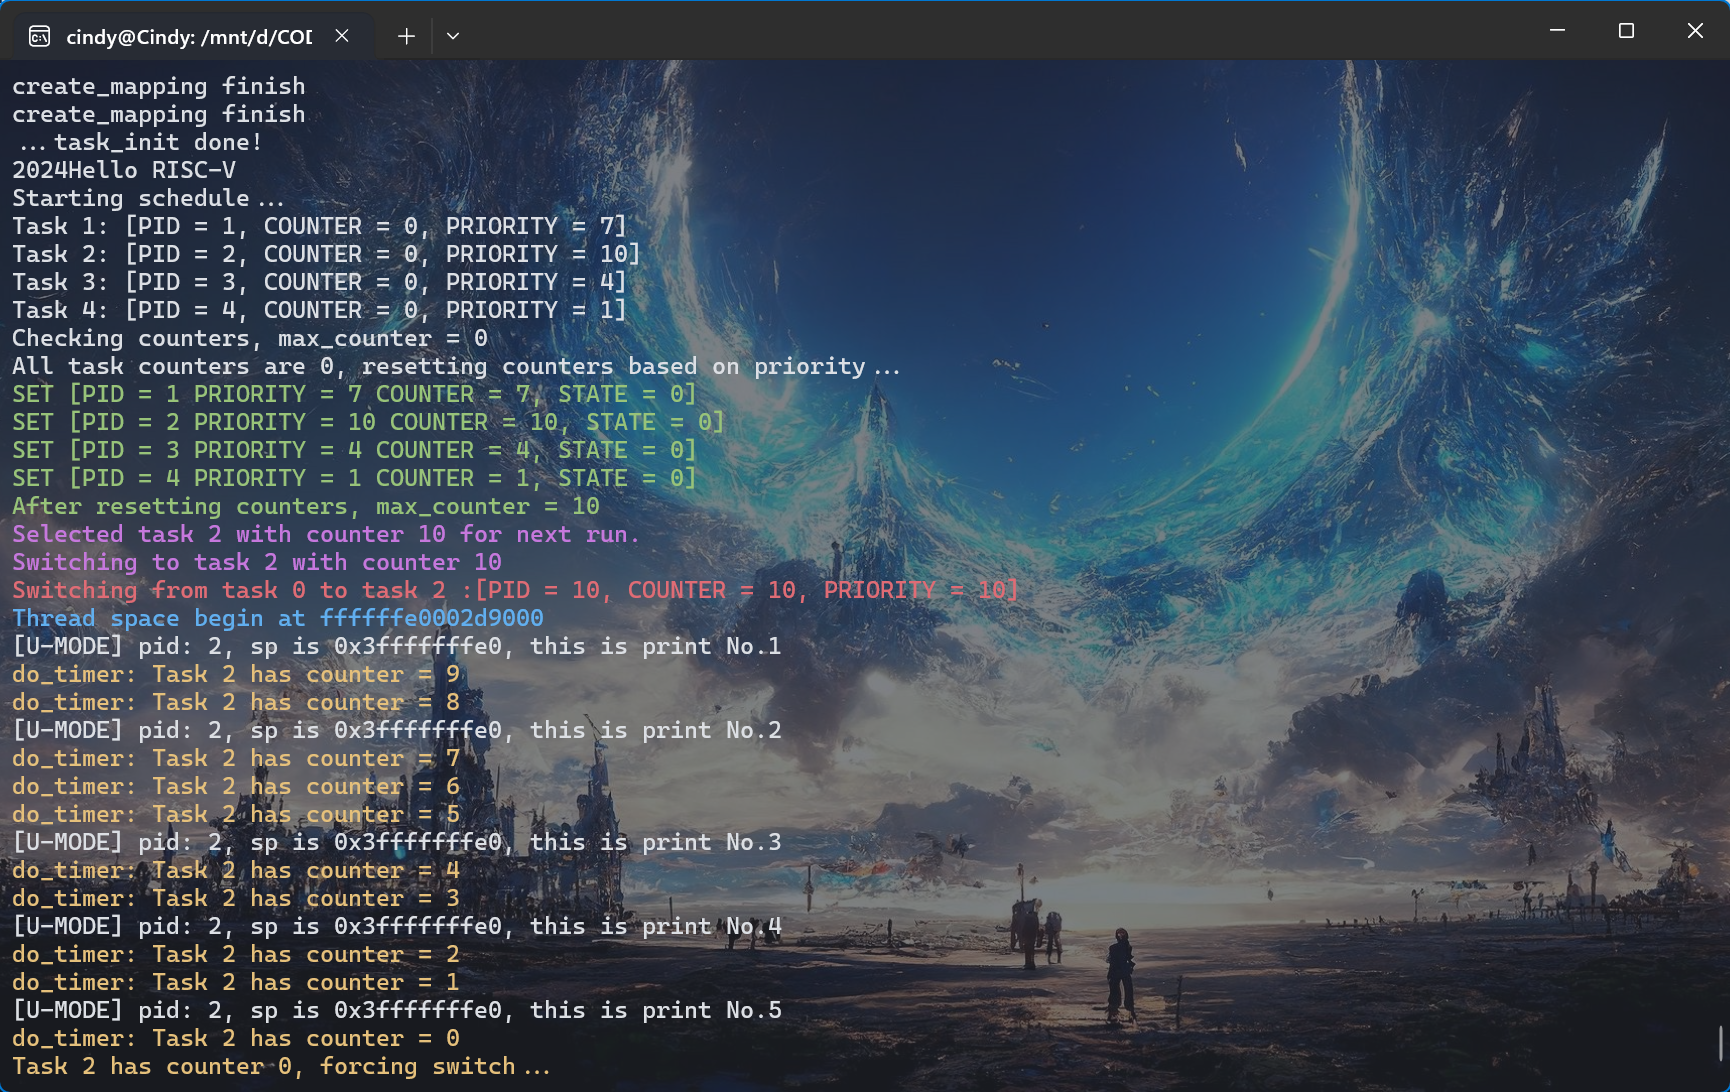 cindy@Cindy: /mnt/d/COD
create_mapping finish
create_mapping finish
...task_init done!
2024Hello RISC-V
Starting schedule...
Task 1: [PID = 1, COUNTER = 0, PRIORITY = 7]
Task 2: [PID = 2, COUNTER = 0, PRIORITY = 10]
Task 3: [PID = 3, COUNTER = 0, PRIORITY = 4]
Task 4: [PID = 4, COUNTER = 0, PRIORITY = 1]
Checking counters, max_counter = 0
All task counters are 0, resetting counters based on priority...
SET [PID = 1 PRIORITY = 7 COUNTER = 7, STATE = 0]
SET [PID = 2 PRIORITY = 10 COUNTER = 10, STATE = 0]
SET [PID = 3 PRIORITY = 4 COUNTER = 4, STATE = 0]
SET [PID = 4 PRIORITY = 1 COUNTER = 1, STATE = 0]
After resetting counters, max_counter = 10
Selected task 2 with counter 10 for next run.
Switching to task 2 with counter 10
Switching from task 0 to task 2 :[PID = 10, COUNTER = 10, PRIORITY = 10]
Thread space begin at ffffffe0002d9000
[U-MODE] pid: 2, sp is 0x3fffffffe0, this is print No.1
do_timer: Task 2 has counter = 9
do_timer: Task 2 has counter = 8
[U-MODE] pid: 2, sp is 0x3fffffffe0, this is print No.2
do_timer: Task 2 has counter = 7
do_timer: Task 2 has counter = 6
do_timer: Task 2 has counter = 5
[U-MODE] pid: 2, sp is 0x3fffffffe0, this is print No.3
do_timer: Task 2 has counter = 4
do_timer: Task 2 has counter = 3
[U-MODE] pid: 2, sp is 0x3fffffffe0, this is print No.4
do_timer: Task 2 has counter = 2
do_timer: Task 2 has counter = 1
[U-MODE] pid: 2, sp is 0x3fffffffe0, this is print No.5
do_timer: Task 2 has counter = 0
Task 2 has counter 0, forcing switch...